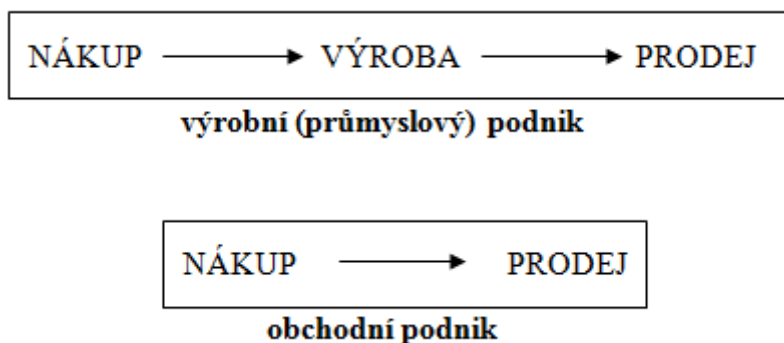 NÁKUP VÝROBA PRODEJ
výrobní (průmyslový) podnik
NÁKUP PRODEJ
obchodní podnik